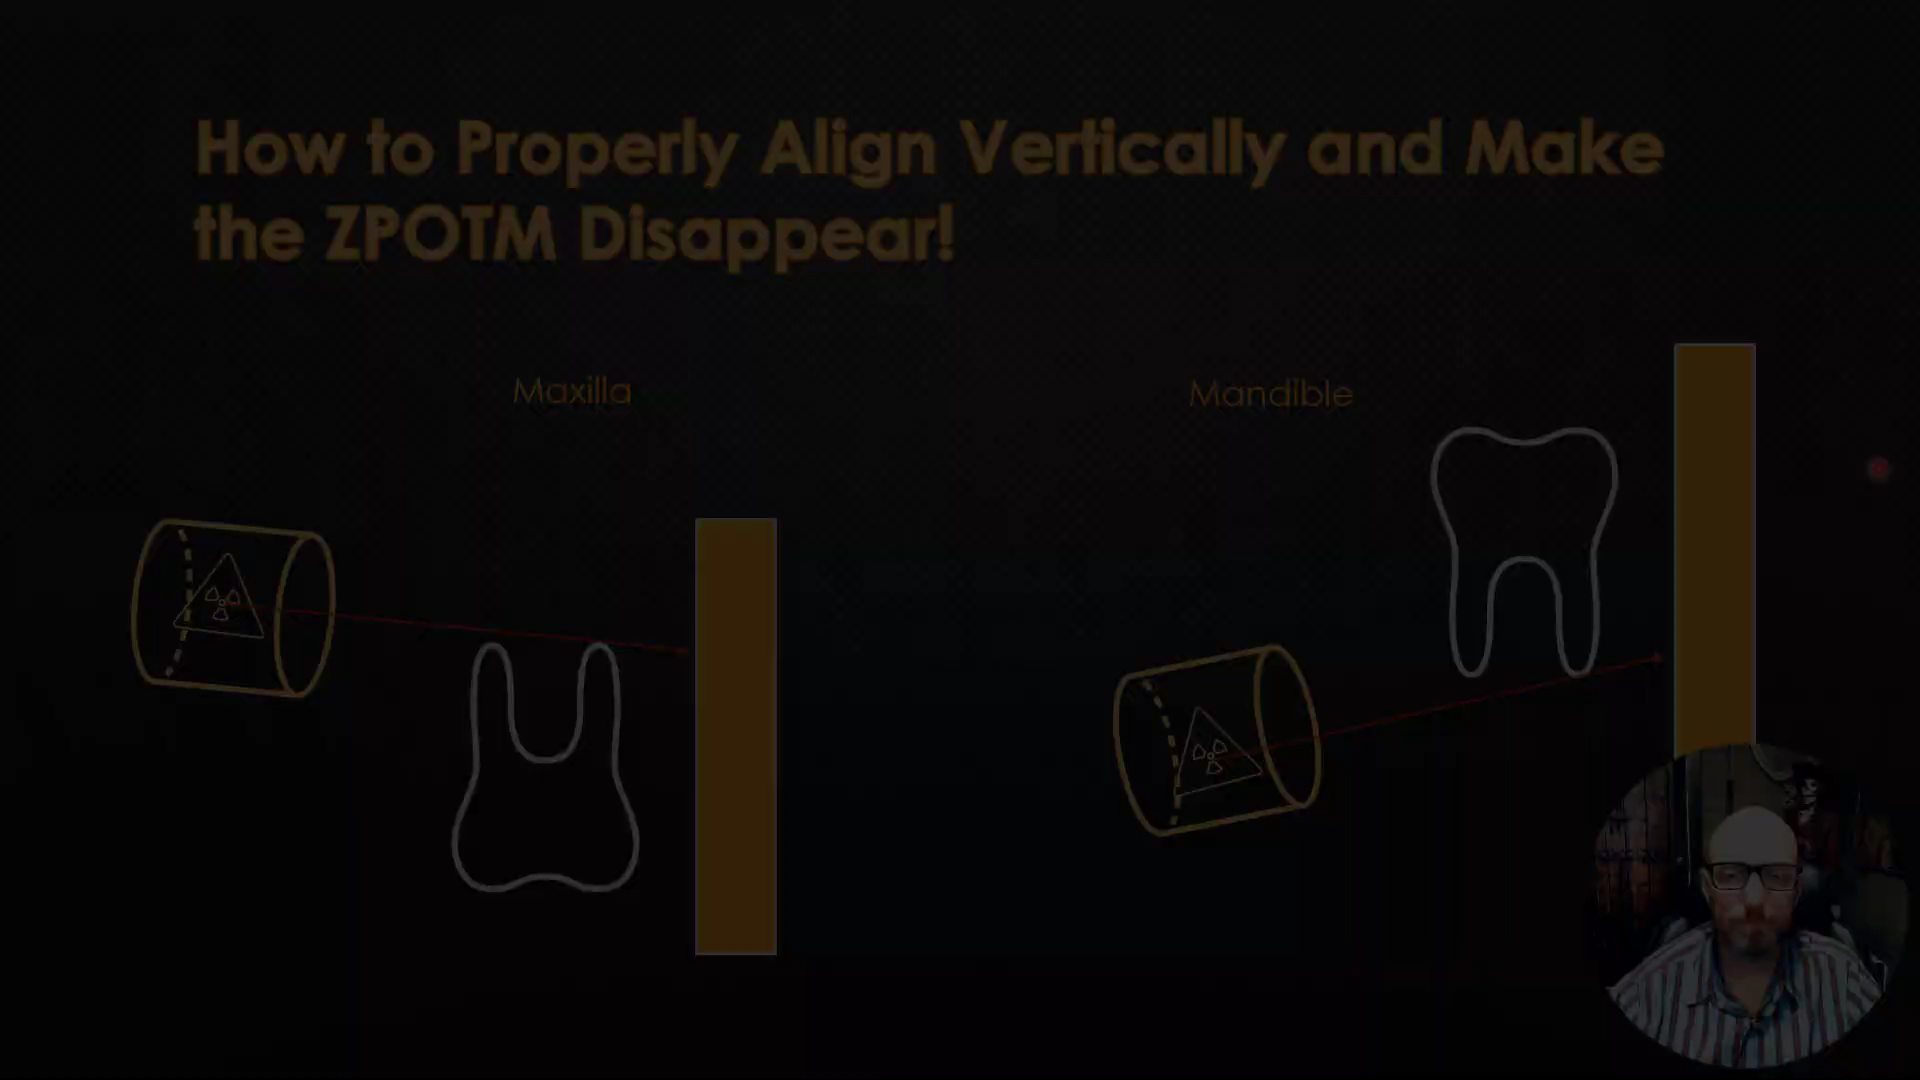 How to Properly Align Vertically and Make
the ZPOTM Disappear!
Maxilla
Mandible